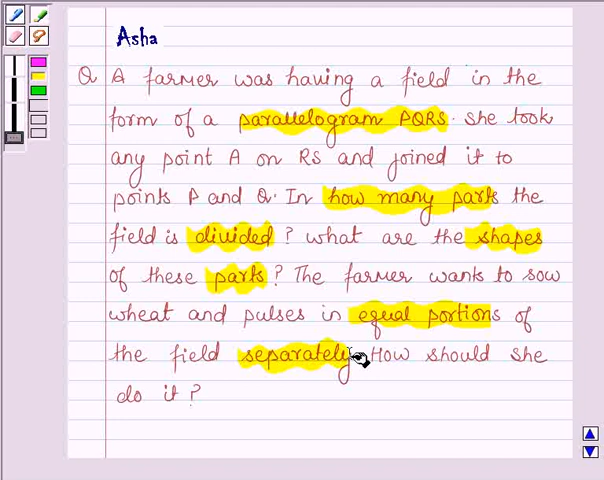 Asha
Q A farmer was having a field in the
form of a parallelogram PQRS. She took
any point A on RS and joined it to
points P and Q. In how many parts the
field is divided? what are the shapes
of these parts? The farmer wants to sow
wheat and pulses in equal portions of
the field separately. How should she
do it?